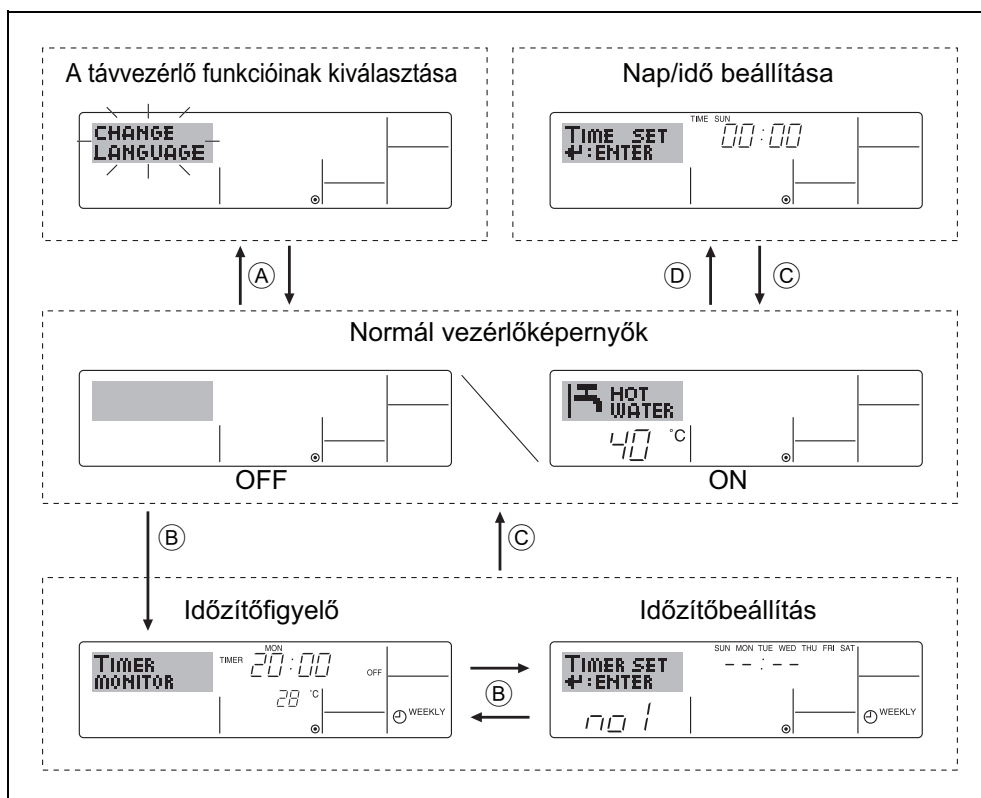 A távvezérlő funkcióinak kiválasztása
CHANGE
LANGUAGE
Nap/idő beállítása
TIME SUN
TIME SET
↵:ENTER
00:00
A
D
C
Normál vezérlőképernyők
OFF
HOT
WATER
40 °C
ON
B
C
Időzítőfigyelő
TIMER
MONITOR
MON
TIMER 20:00 OFF
28 °C
WEEKLY
B
Időzítőbeállítás
SUN MON TUE WED THU FRI SAT
TIMER SET
↵:ENTER
--:--
no 1
WEEKLY